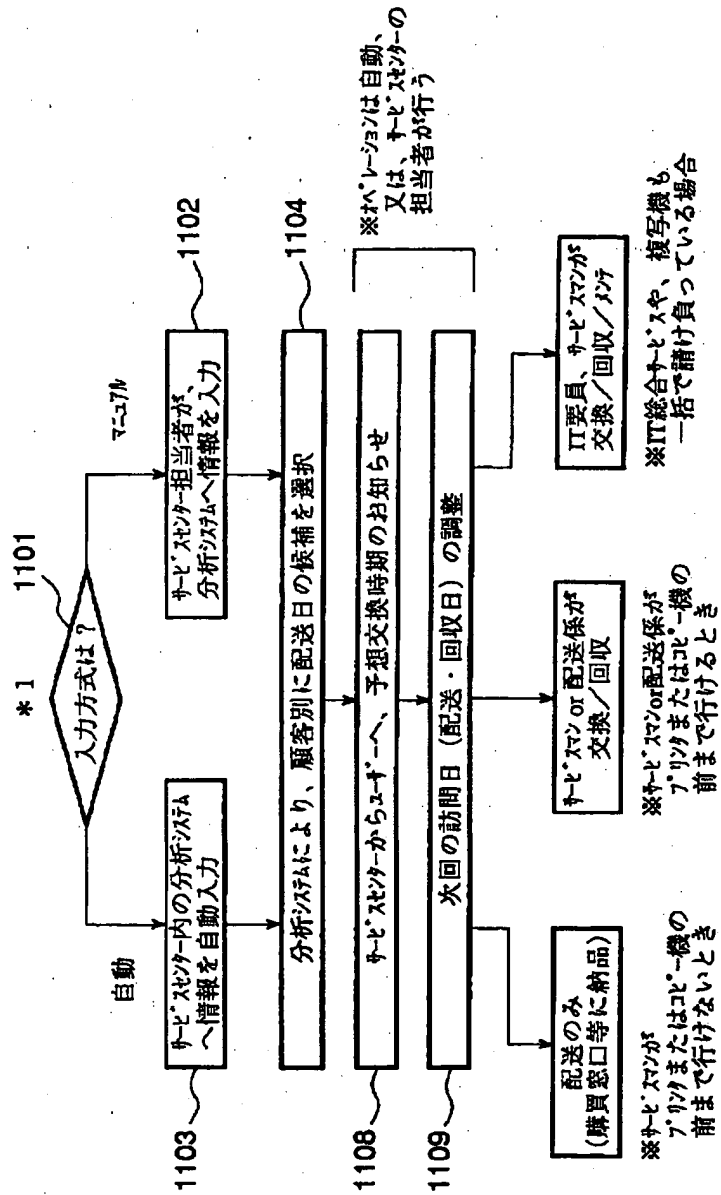 *1
1101
入力方式は？
自動
マニュアル
1103
サービスセンター内の分析システム
へ情報を自動入力
1102
サービスセンター担当者が、
分析システムへ情報を入力
1104
分析システムにより、顧客別に配送日の候補を選択
1108
サービスセンターからユーザーへ、予想交換時期のお知らせ
※オペレーションは自動、
又は、サービスセンターの
担当者が行う
1109
次回の訪問日（配送・回収日）の調整
配送のみ
(購買窓口等に納品)
※サービスマンが
プリンタまたはコピー機の
前まで行けないとき
サービスマンor配送係が
交換／回収
※サービスマンor配送係が
プリンタまたはコピー機の
前まで行けるとき
IT要員、サービスマンが
交換／回収／メンテ
※IT総合サービスや、複写機も
一括で請け負っている場合